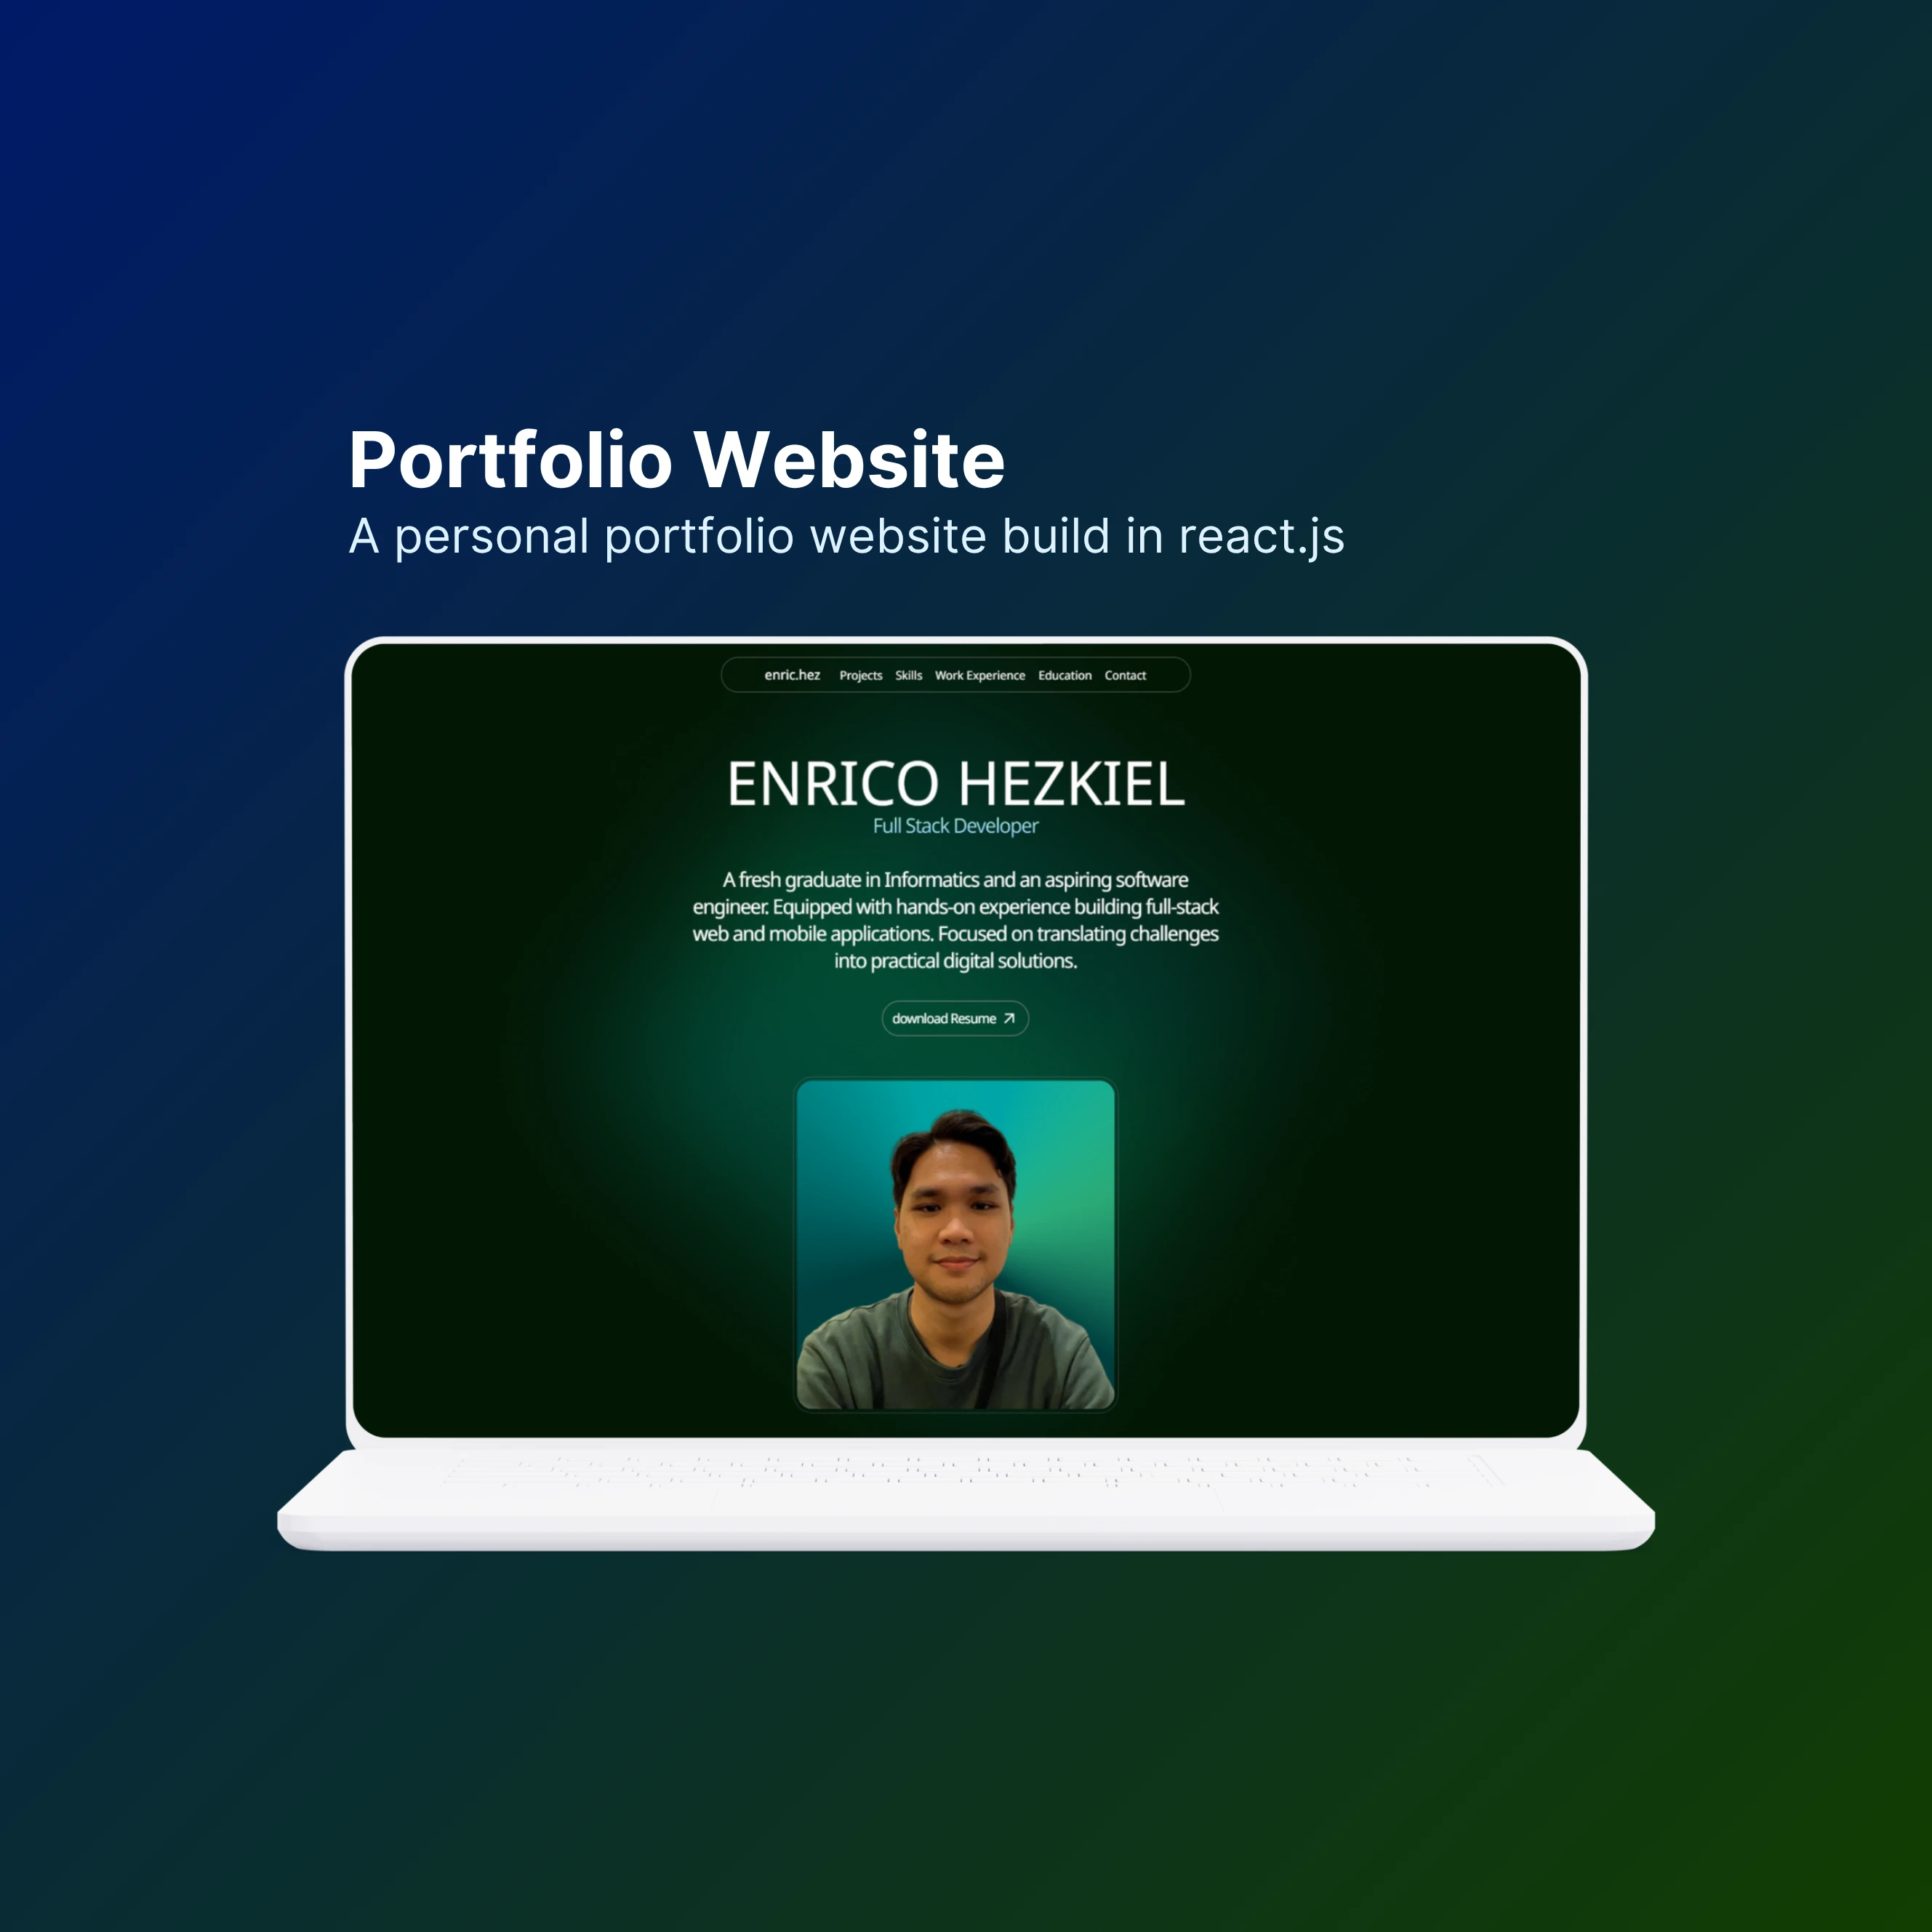 Portfolio Website
A personal portfolio website build in react.js
enric.hez Projects Skills Work Experience Education Contact
ENRICO HEZKIEL
Full Stack Developer
A fresh graduate in Informatics and an aspiring software
engineer. Equipped with hands-on experience building full-stack
web and mobile applications. Focused on translating challenges
into practical digital solutions.
download Resume